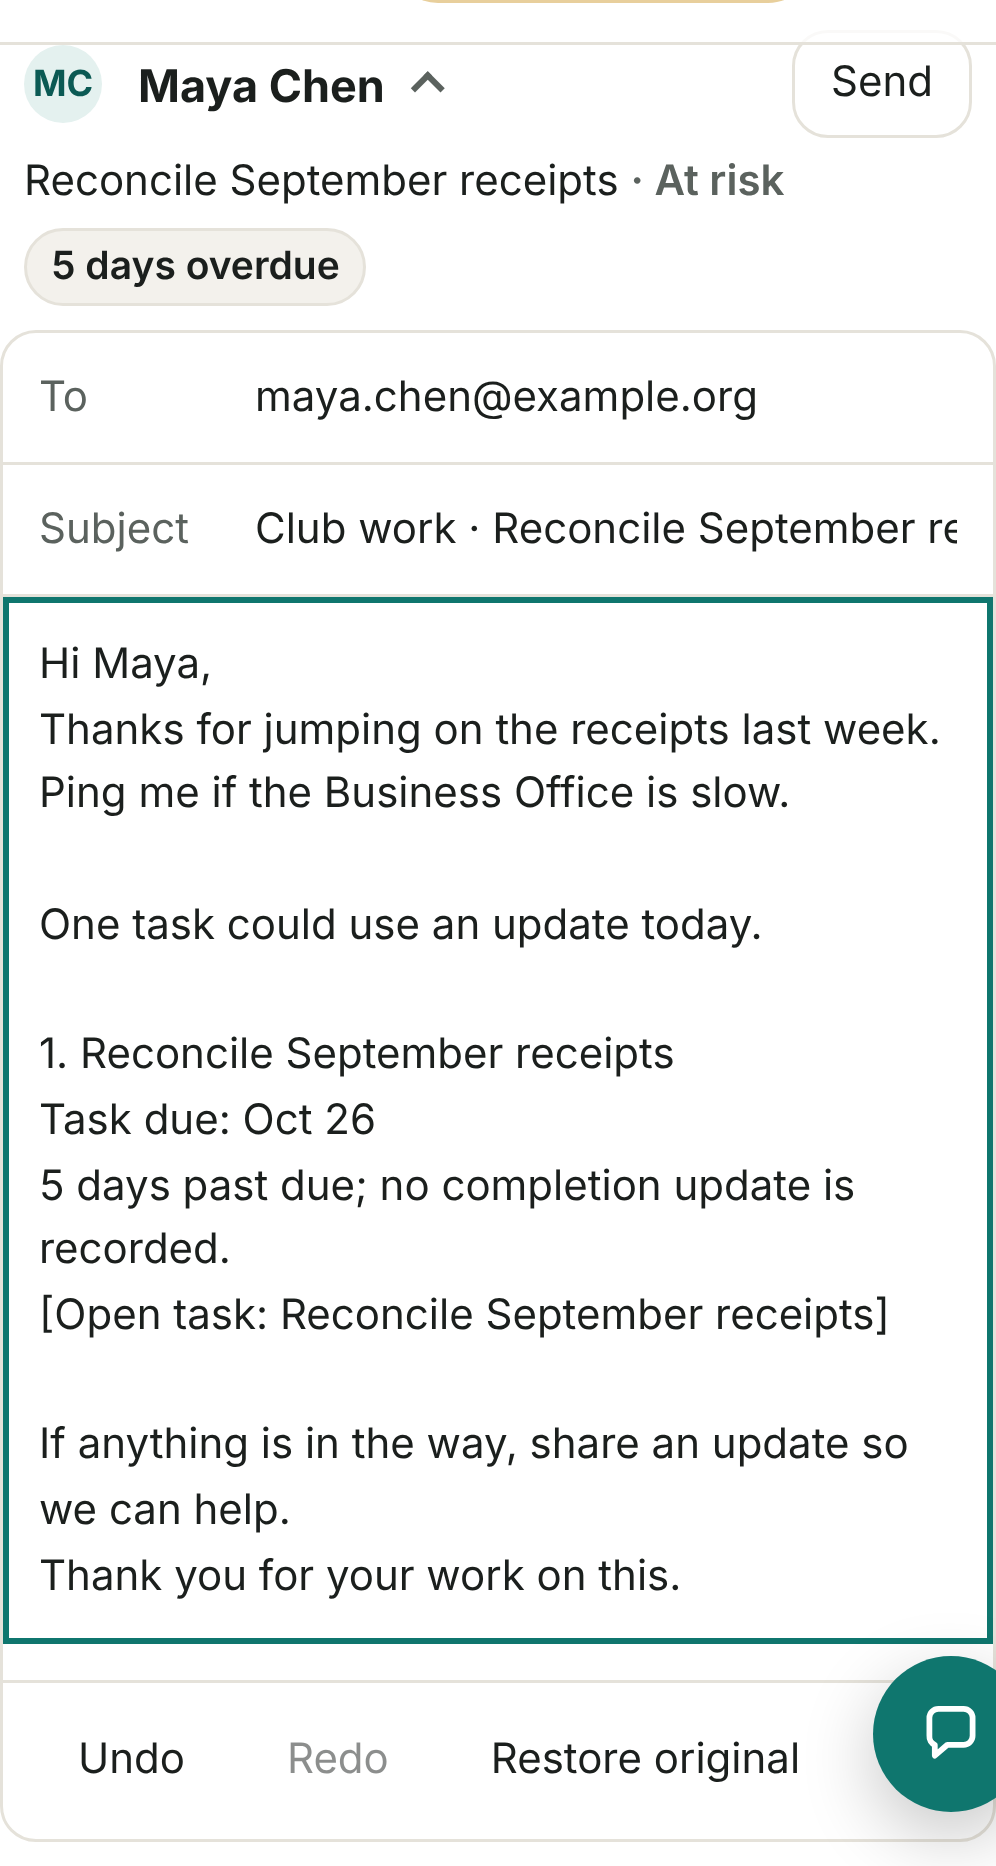 MC Maya Chen Send
Reconcile September receipts · At risk
5 days overdue
To maya.chen@example.org
Subject Club work · Reconcile September re
Hi Maya,
Thanks for jumping on the receipts last week.
Ping me if the Business Office is slow.
One task could use an update today.
1. Reconcile September receipts
Task due: Oct 26
5 days past due; no completion update is
recorded.
[Open task: Reconcile September receipts]
If anything is in the way, share an update so
we can help.
Thank you for your work on this.
Undo Redo Restore original